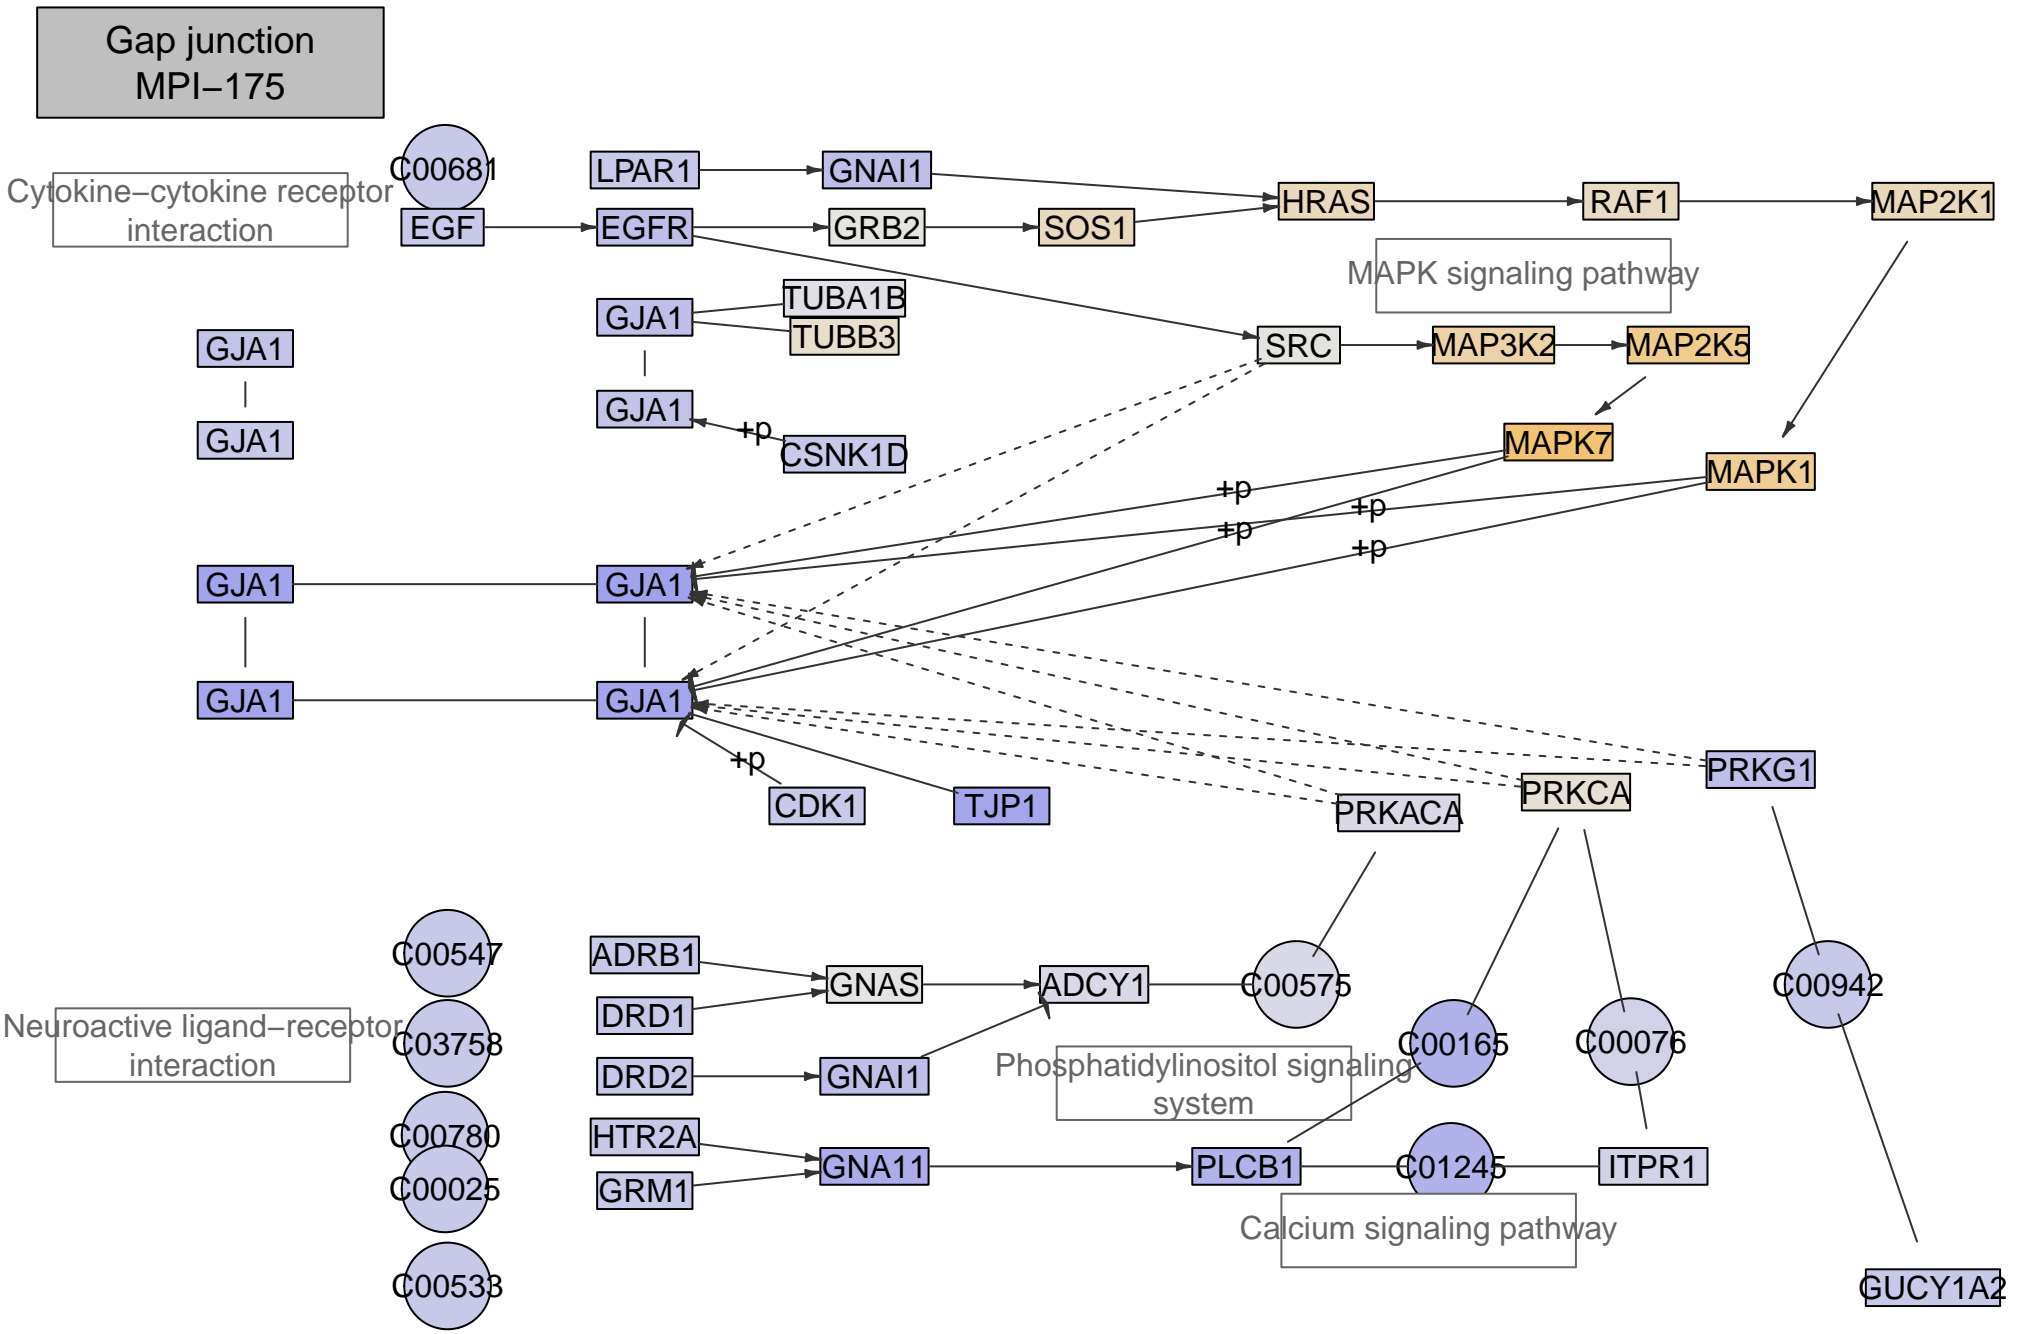 Gap junction
MPI−175
C00681
LPAR1
GNAI1
Cytokine−cytokine receptor
interaction
HRAS
RAF1
MAP2K1
EGF
EGFR
GRB2
SOS1
MAPK signaling pathway
TUBA1B
GJA1
TUBB3
GJA1
SRC
MAP3K2
MAP2K5
GJA1
+p
CSNK1D
GJA1
MAPK7
MAPK1
+p
+p
+p
+p
GJA1
GJA1
GJA1
GJA1
+p
CDK1
TJP1
PRKACA
PRKCA
PRKG1
C00547
ADRB1
GNAS
ADCY1
C00575
C00942
DRD1
Neuroactive ligand−receptor
interaction
C03758
C00165
C00076
DRD2
GNAI1
Phosphatidylinositol signaling
system
C00780
HTR2A
GNA11
PLCB1
C01245
ITPR1
C00025
GRM1
Calcium signaling pathway
C00533
GUCY1A2